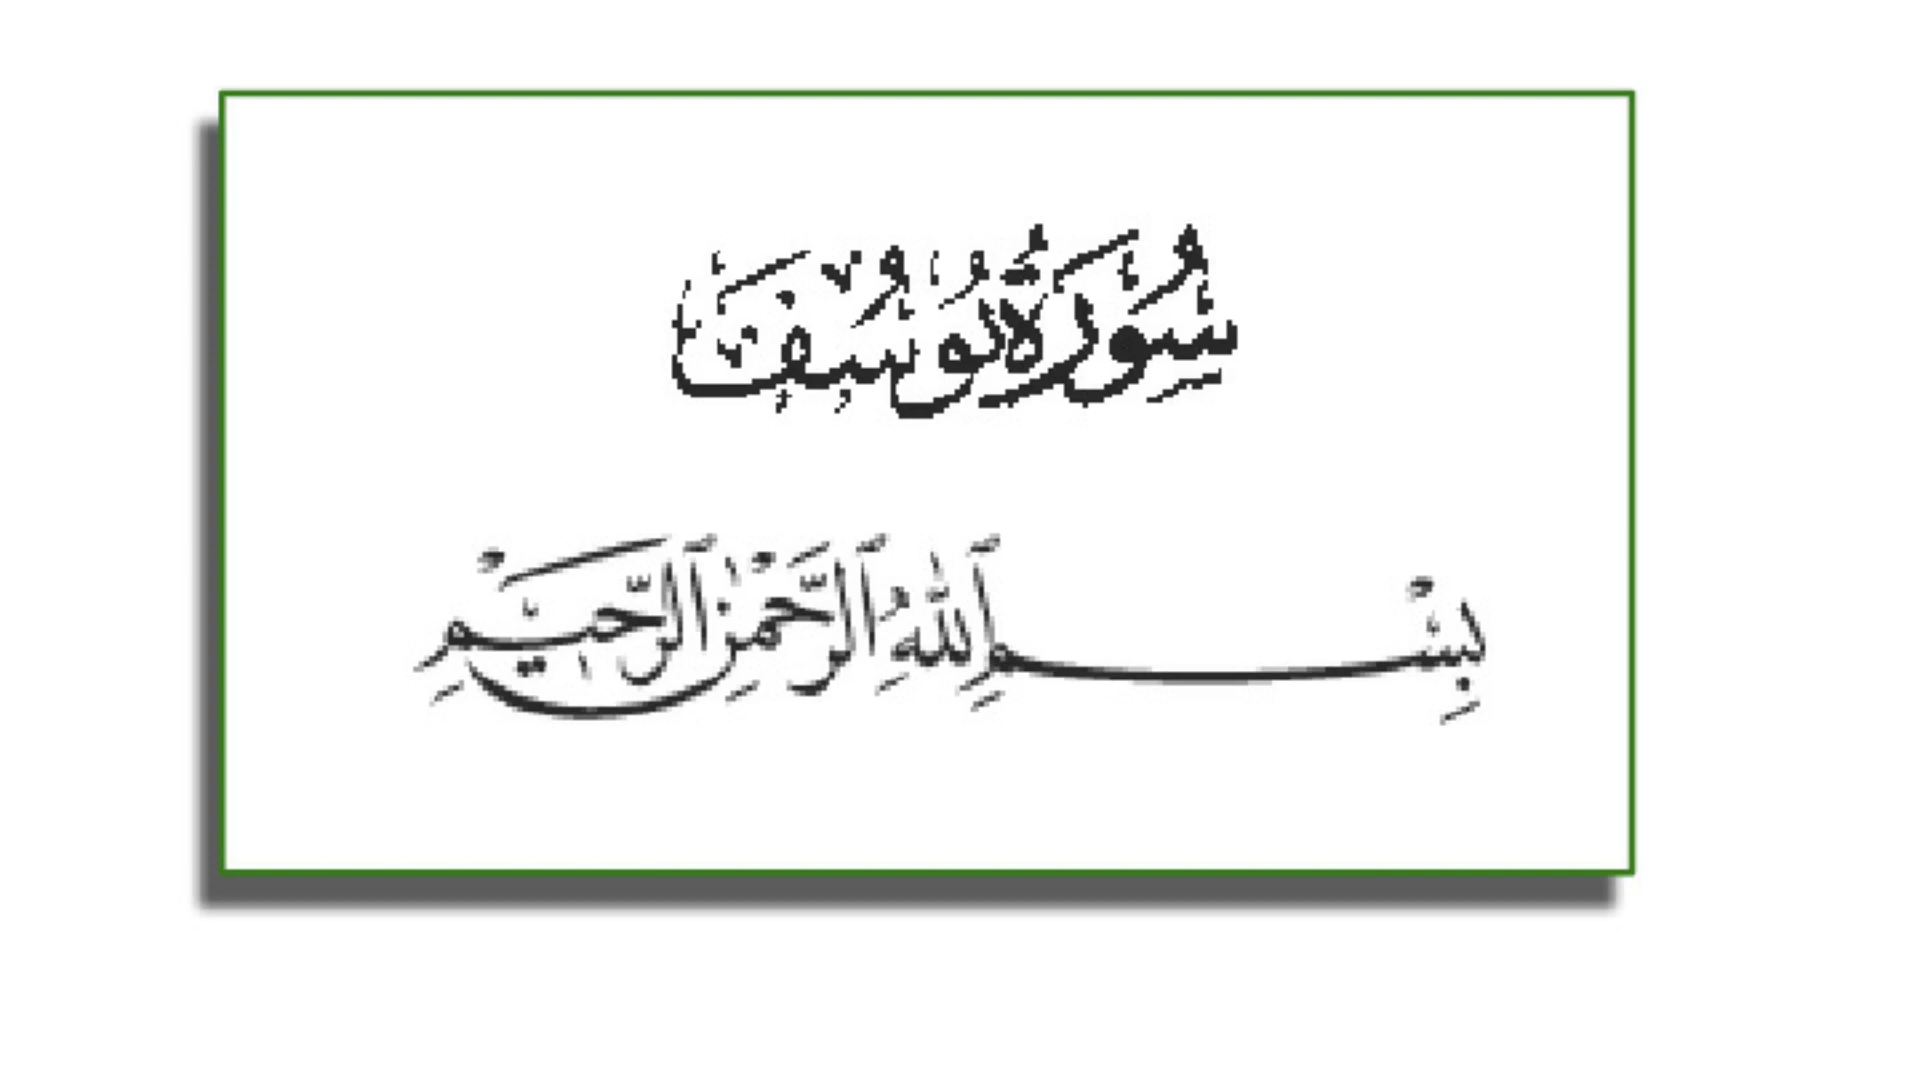 سُورَةُ يُوسُفَ
بِسْمِ ٱللَّهِ ٱلرَّحْمَٰنِ ٱلرَّحِيمِ